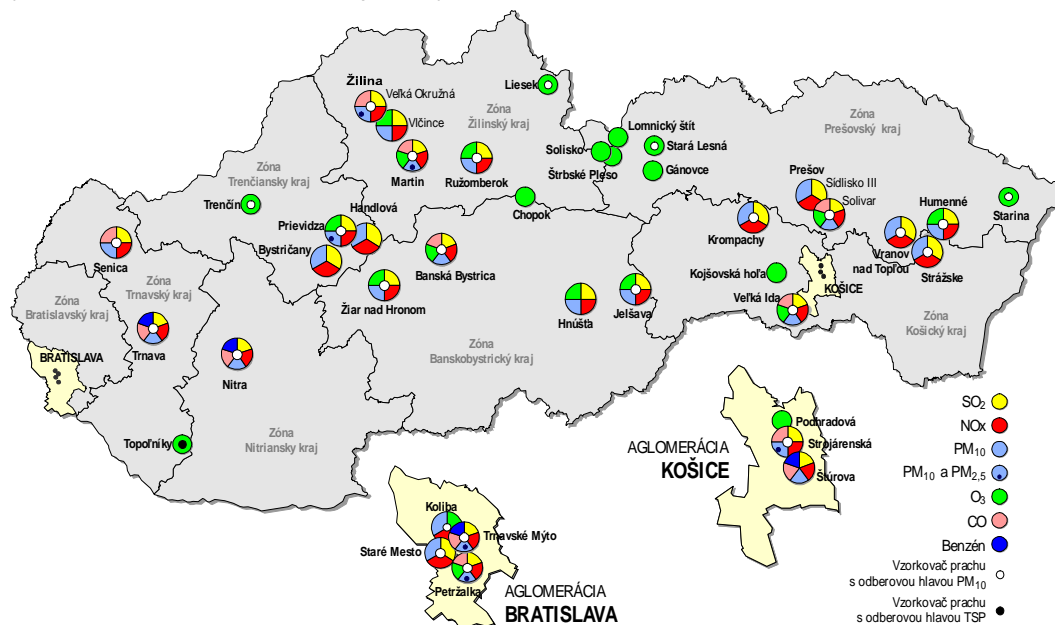 Žilina
Veľká Okružná
Vlčince
Zóna
Žilinský kraj
Liesek
Martin
Ružomberok
Solisko
Lomnický štít
Stará Lesná
Štrbské Pleso
Gánovce
Chopok
Zóna
Prešovský kraj
Prešov
Sídlisko III
Solivar
Humenné
Starina
Krompachy
Vranov
nad Topľou
Strážske
Zóna
Trenčiansky kraj
Trenčín
Handlová
Prievidza
Bystričany
Banská Bystrica
Žiar nad Hronom
Senica
Zóna
Trnavský kraj
Zóna
Bratislavský kraj
Trnava
Nitra
BRATISLAVA
Topoľníky
Zóna
Nitriansky kraj
Zóna
Banskobystrický kraj
Hnúšťa
Jelšava
Kojšovská hoľa
KOŠICE
Veľká Ida
Zóna
Košický kraj
AGLOMERÁCIA
KOŠICE
Podhradová
Strojárenská
Štúrova
Koliba
Trnavské Mýto
Staré Mesto
Petržalka
AGLOMERÁCIA
BRATISLAVA
SO2
NOx
PM10
PM10 a PM2,5
O3
CO
Benzén
Vzorkovač prachu
s odberovou hlavou PM10
Vzorkovač prachu
s odberovou hlavou TSP